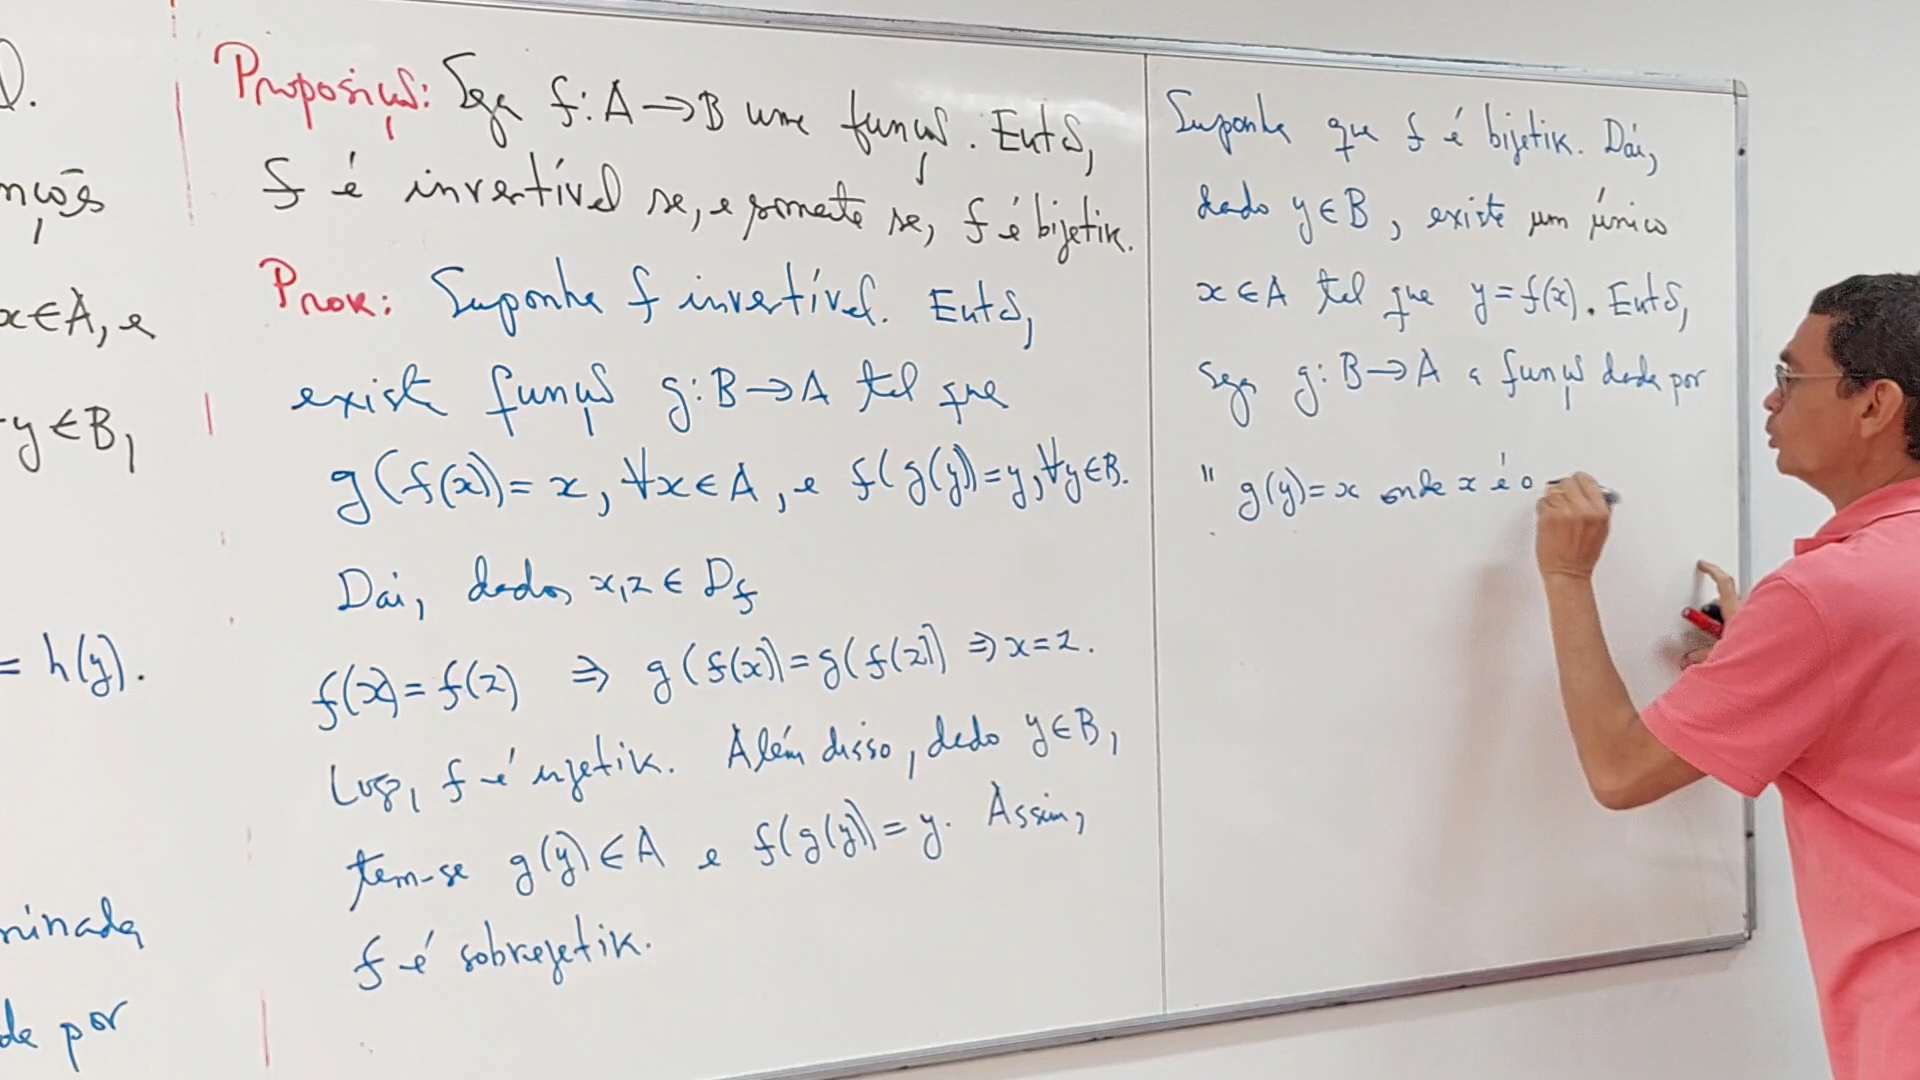 D.
nções
x∈A, e
y∈B,
= h(y).
minada
de por
Proposição: Seja f: A→B uma função. Então,
f é invertível se, e somente se, f é bijetiva.
Prova: Suponha f invertível. Então,
existe função g: B→A tal que
g(f(x))=x, ∀x∈A, e f(g(y))=y, ∀y∈B.
Daí, dados x,z ∈ D_f
f(x)=f(z) ⇒ g(f(x))=g(f(z)) ⇒ x=z.
Logo, f é injetiva. Além disso, dado y∈B,
tem-se g(y)∈A e f(g(y))=y. Assim,
f é sobrejetiva.
Suponha que f é bijetiva. Daí,
dado y∈B, existe um único
x∈A tal que y=f(x). Então,
Seja g: B→A a função dada por
" g(y)=x onde x é o